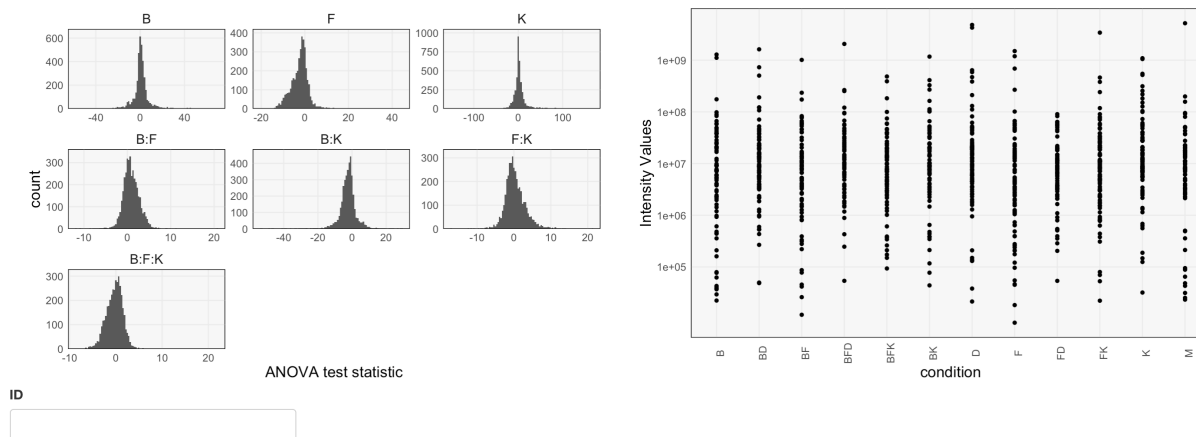 B
F
K
600
400
200
0
-40 0 40
400
300
200
100
0
-20 0 20 40
1000
750
500
250
0
-100 0 100
B:F
B:K
F:K
300
200
100
0
-10 0 10 20
400
300
200
100
0
-40 -20 0 20
300
200
100
0
-10 0 10 20
B:F:K
300
200
100
0
-10 0 10 20
count
ANOVA test statistic
Intensity Values
1e+09
1e+08
1e+07
1e+06
1e+05
B BD BF BFD BFK BK D F FD FK K M
condition
ID